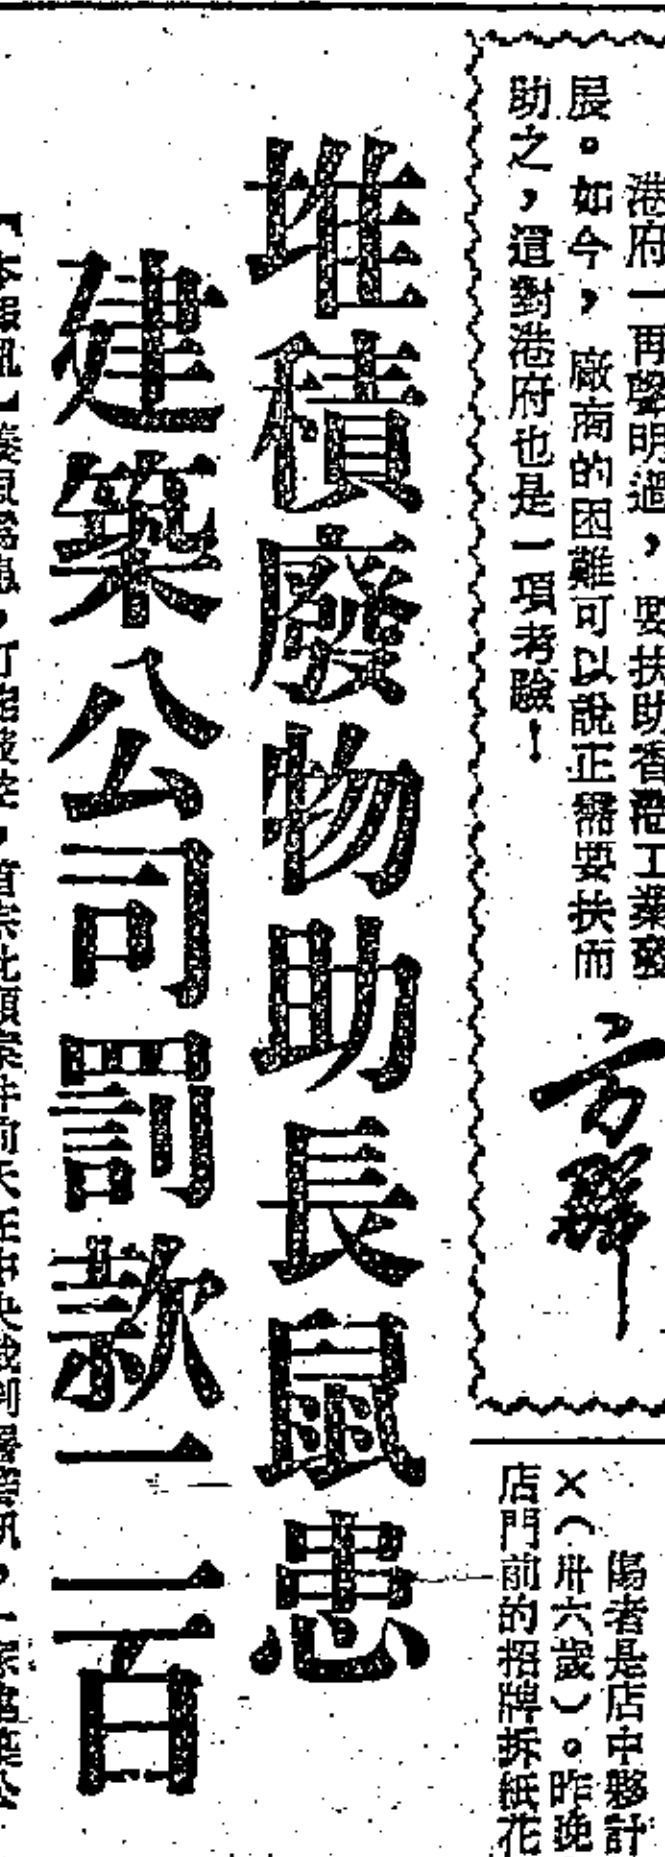 港府一再聲明過，要扶助香港工業發
展。如今，廠商的困難可以說正需要扶而
助之，這對港府也是一項考驗！
傷者是店中夥計
×（卅六歲）。昨晚
店門前的招牌拆紙花
堆積廢物助長鼠患
建築公司罰款二百
【本報訊】